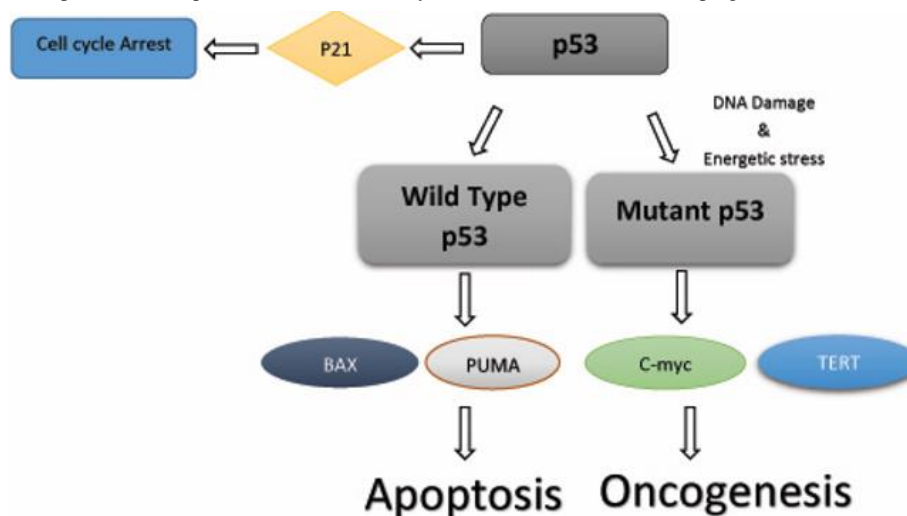 Cell cycle Arrest
P21
p53
DNA Damage
&
Energetic stress
Wild Type
p53
Mutant p53
BAX
PUMA
C-myc
TERT
Apoptosis
Oncogenesis